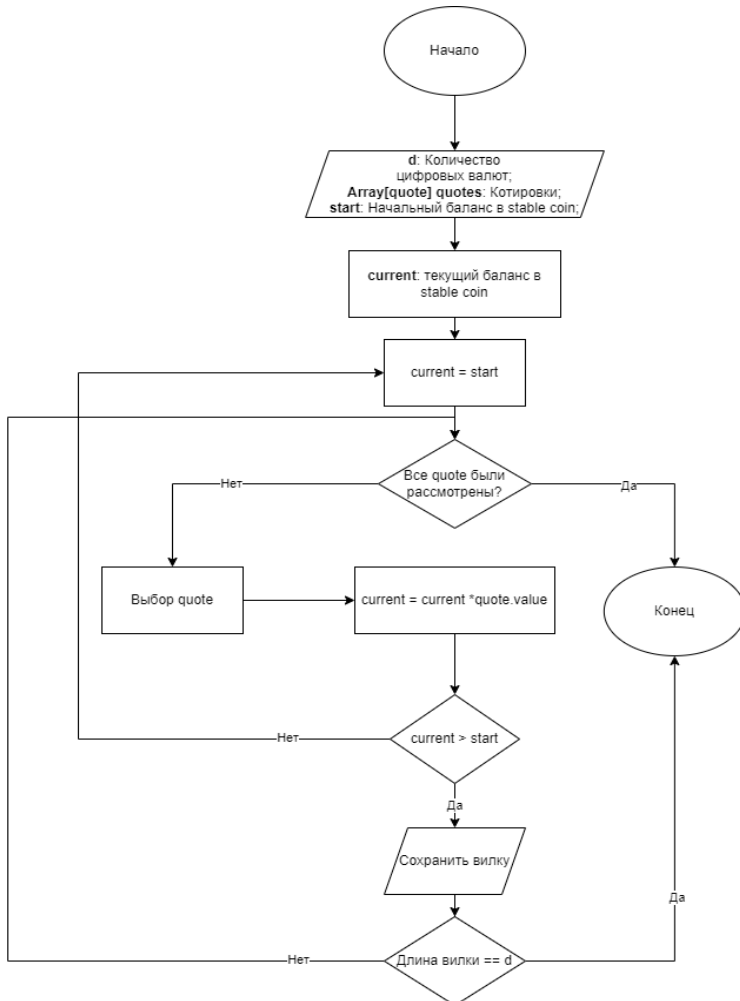 Начало
d: Количество
цифровых валют;
Array[quote] quotes: Котировки;
start: Начальный баланс в stable coin;
current: текущий баланс в
stable coin
current = start
Все quote были
рассмотрены?
Нет
Да
Выбор quote
current = current *quote.value
Конец
current > start
Нет
Да
Сохранить вилку
Да
Длина вилки == d
Нет